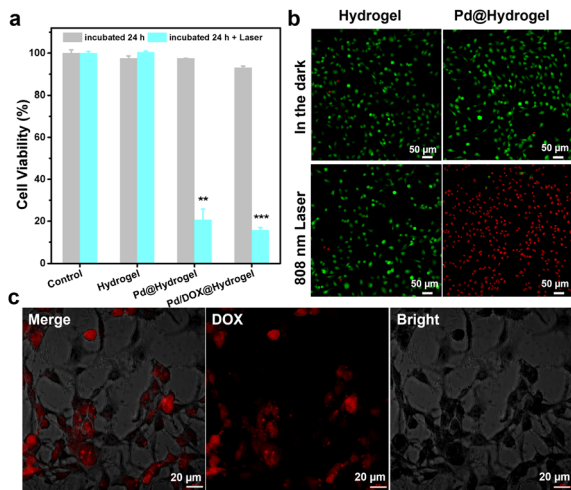 a
incubated 24 h
incubated 24 h + Laser
Cell Viability (%)
120
100
80
60
40
20
0
**
***
Control
Hydrogel
Pd@Hydrogel
Pd/DOX@Hydrogel
b
Hydrogel
Pd@Hydrogel
In the dark
50 µm
50 µm
808 nm Laser
50 µm
50 µm
c
Merge
DOX
Bright
20 µm
20 µm
20 µm